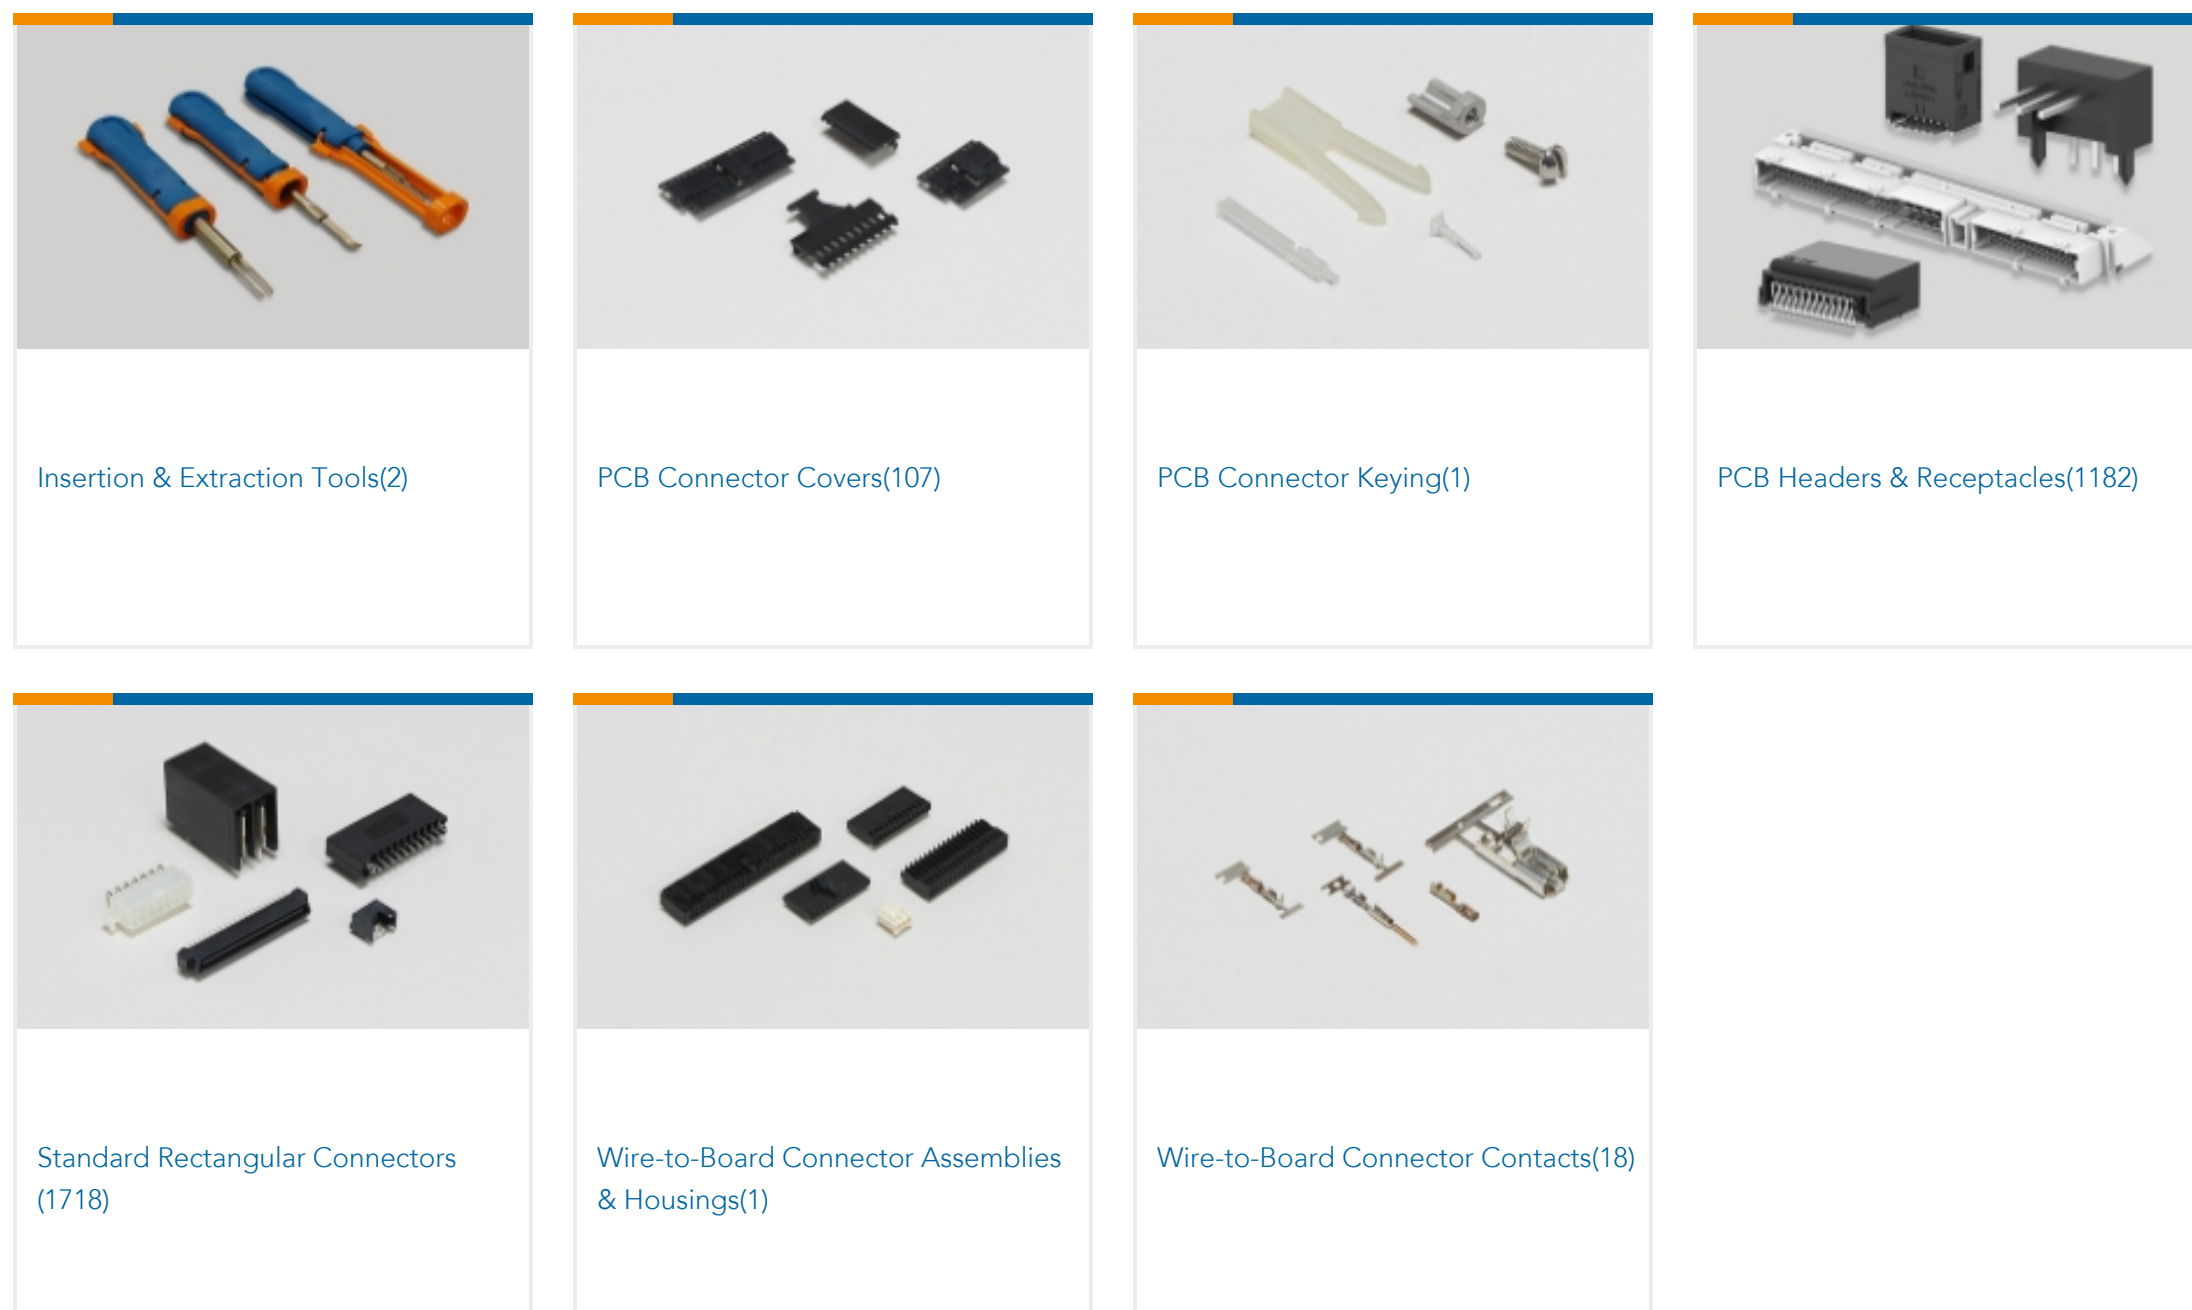 Insertion & Extraction Tools(2)
PCB Connector Covers(107)
PCB Connector Keying(1)
PCB Headers & Receptacles(1182)
Standard Rectangular Connectors
(1718)
Wire-to-Board Connector Assemblies
& Housings(1)
Wire-to-Board Connector Contacts(18)